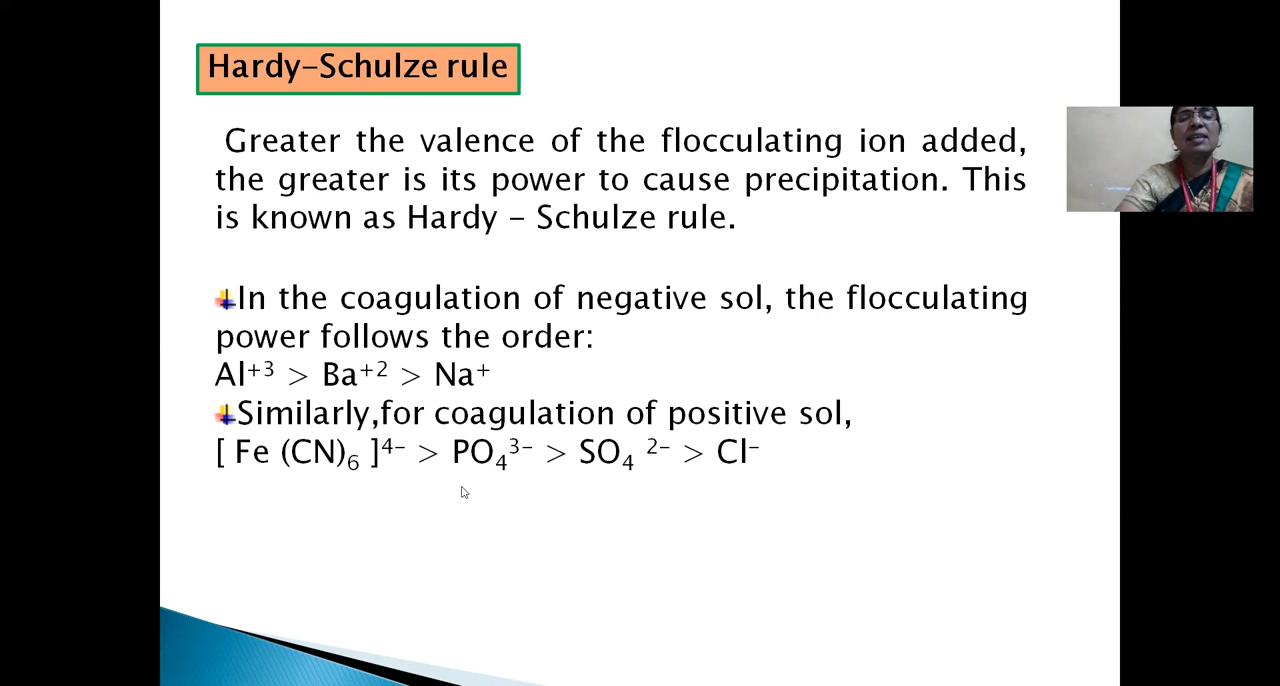 Hardy-Schulze rule
Greater the valence of the flocculating ion added,
the greater is its power to cause precipitation. This
is known as Hardy – Schulze rule.
In the coagulation of negative sol, the flocculating
power follows the order:
Al⁺³ > Ba⁺² > Na⁺
Similarly,for coagulation of positive sol,
[ Fe (CN)₆ ]⁴⁻ > PO₄³⁻ > SO₄ ²⁻ > Cl⁻